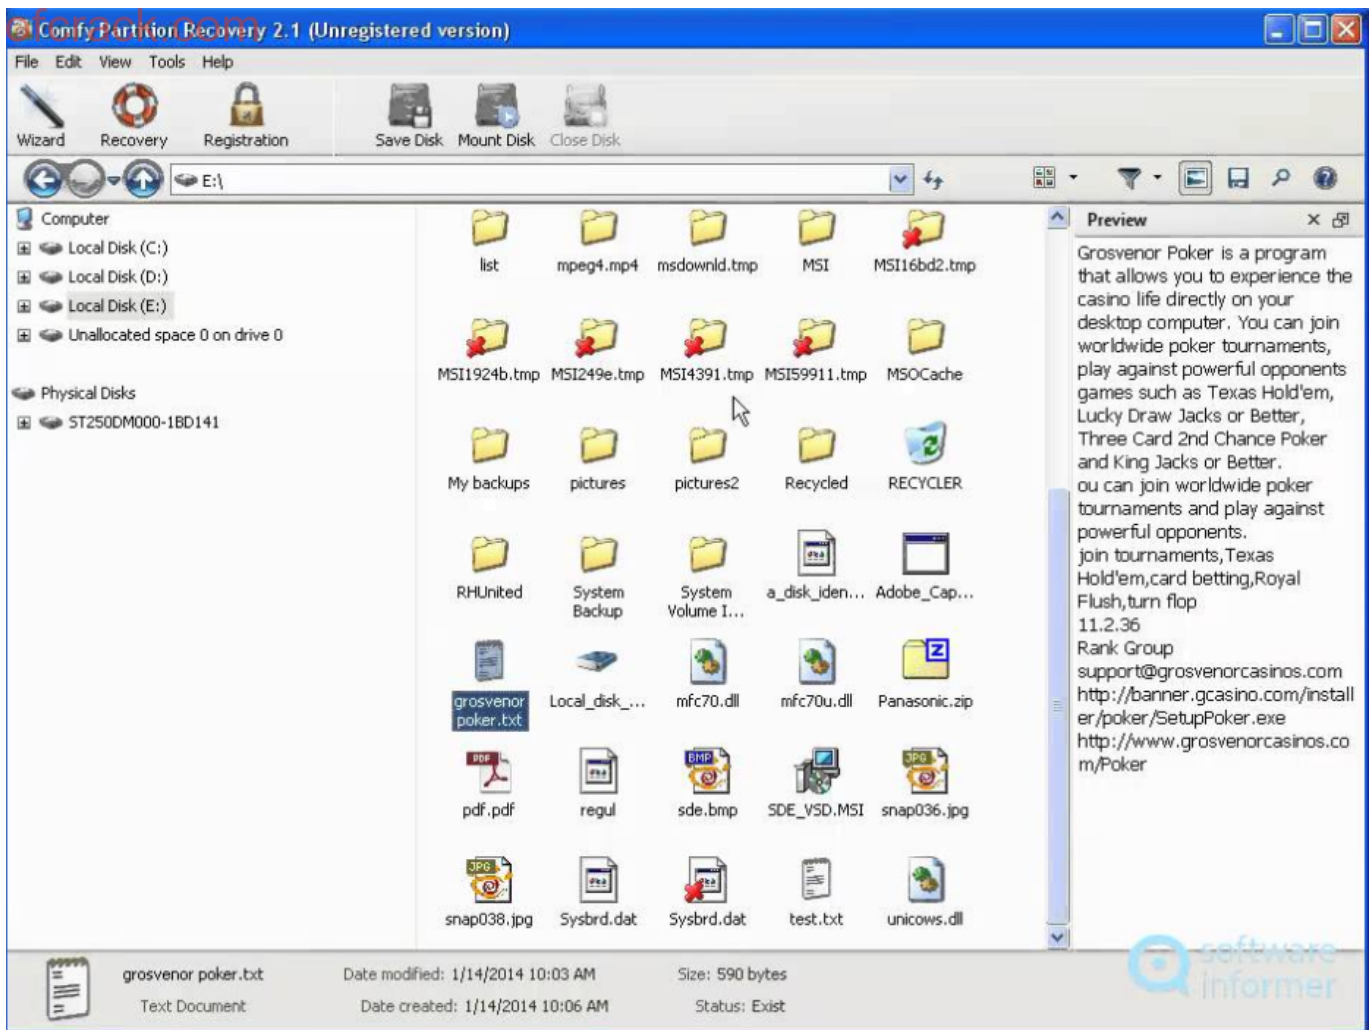 Comfy Partition Recovery 2.1 (Unregistered version)
File Edit View Tools Help
Wizard Recovery Registration Save Disk Mount Disk Close Disk
E:\
Computer
Local Disk (C:)
Local Disk (D:)
Local Disk (E:)
Unallocated space 0 on drive 0
Physical Disks
ST250DM000-1BD141
list mpeg4.mp4 msdownld.tmp MSI MSI16bd2.tmp
MSI1924b.tmp MSI249e.tmp MSI4391.tmp MSI59911.tmp MSOCache
My backups pictures pictures2 Recycled RECYCLER
RHUnited System Backup System Volume I... a_disk_iden... Adobe_Cap...
grosvenor poker.txt Local_disk_... mfc70.dll mfc70u.dll Panasonic.zip
PDF BMP JPG
pdf.pdf regul sde.bmp SDE_VSD.MSI snap036.jpg
JPG
snap038.jpg Sysbrd.dat Sysbrd.dat test.txt unicows.dll
Preview
Grosvenor Poker is a program
that allows you to experience the
casino life directly on your
desktop computer. You can join
worldwide poker tournaments,
play against powerful opponents
games such as Texas Hold'em,
Lucky Draw Jacks or Better,
Three Card 2nd Chance Poker
and King Jacks or Better.
ou can join worldwide poker
tournaments and play against
powerful opponents.
join tournaments,Texas
Hold'em,card betting,Royal
Flush,turn flop
11.2.36
Rank Group
support@grosvenorcasinos.com
http://banner.gcasino.com/install
er/poker/SetupPoker.exe
http://www.grosvenorcasinos.co
m/Poker
grosvenor poker.txt Date modified: 1/14/2014 10:03 AM Size: 590 bytes
Text Document Date created: 1/14/2014 10:06 AM Status: Exist
software
informer